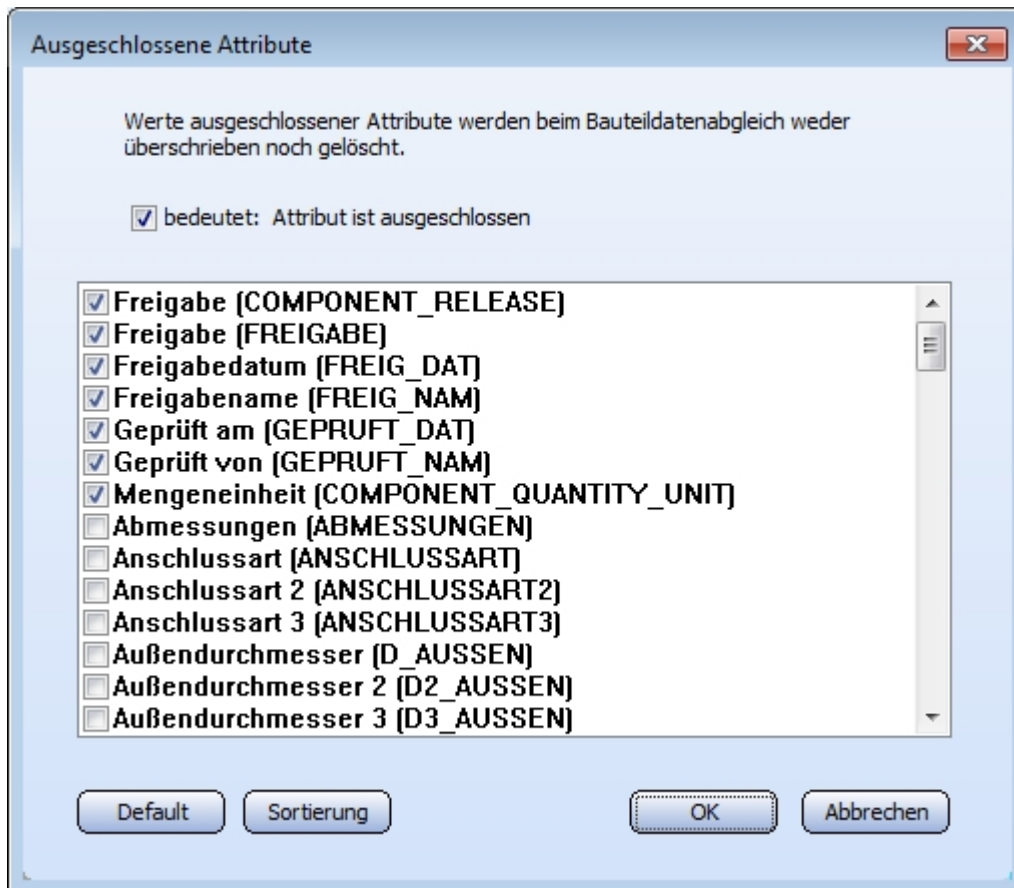 Ausgeschlossene Attribute
Werte ausgeschlossener Attribute werden beim Bauteildatenabgleich weder
überschrieben noch gelöscht.
bedeutet: Attribut ist ausgeschlossen
Freigabe (COMPONENT_RELEASE)
Freigabe (FREIGABE)
Freigabedatum (FREIG_DAT)
Freigabename (FREIG_NAM)
Geprüft am (GEPRUFT_DAT)
Geprüft von (GEPRUFT_NAM)
Mengeneinheit (COMPONENT_QUANTITY_UNIT)
Abmessungen (ABMESSUNGEN)
Anschlussart (ANSCHLUSSART)
Anschlussart 2 (ANSCHLUSSART2)
Anschlussart 3 (ANSCHLUSSART3)
Außendurchmesser (D_AUSSEN)
Außendurchmesser 2 (D2_AUSSEN)
Außendurchmesser 3 (D3_AUSSEN)
Default Sortierung OK Abbrechen